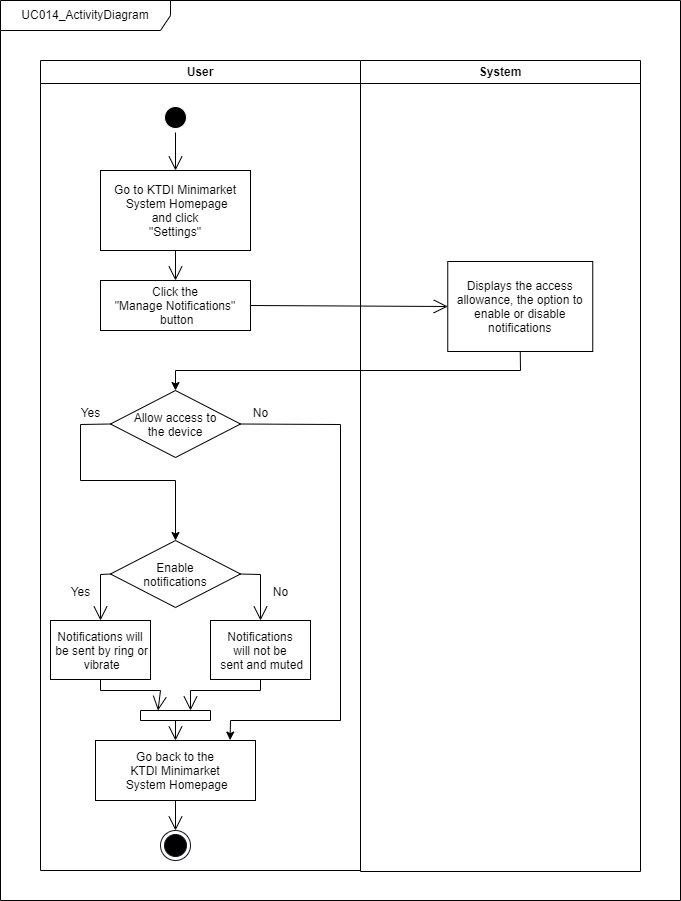 UC014_ActivityDiagram
User
System
Go to KTDI Minimarket
System Homepage
and click
"Settings"
Click the
"Manage Notifications"
button
Displays the access
allowance, the option to
enable or disable
notifications
Allow access to
the device
Yes
No
Enable
notifications
Yes
No
Notifications will
be sent by ring or
vibrate
Notifications
will not be
sent and muted
Go back to the
KTDI Minimarket
System Homepage